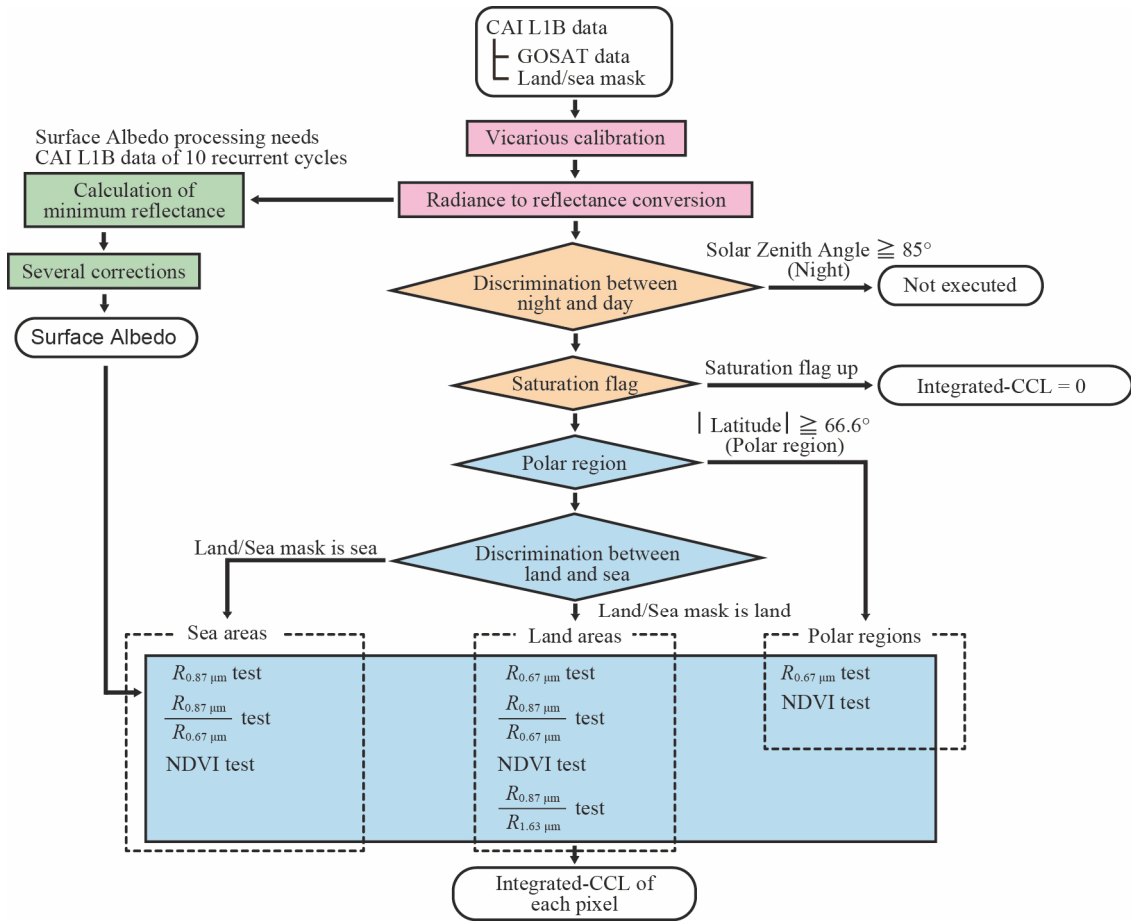 CAI L1B data
GOSAT data
Land/sea mask
Vicarious calibration
Surface Albedo processing needs
CAI L1B data of 10 recurrent cycles
Calculation of
minimum reflectance
Radiance to reflectance conversion
Several corrections
Surface Albedo
Discrimination between
night and day
Solar Zenith Angle ≧ 85°
(Night)
Not executed
Saturation flag
Saturation flag up
Integrated-CCL = 0
Polar region
| Latitude | ≧ 66.6°
(Polar region)
Discrimination between
land and sea
Land/Sea mask is sea
Land/Sea mask is land
Sea areas
R0.87 μm test
R0.87 μm
R0.67 μm
test
NDVI test
Land areas
R0.67 μm test
R0.87 μm
R0.67 μm
test
NDVI test
R0.87 μm
R1.63 μm
test
Polar regions
R0.67 μm test
NDVI test
Integrated-CCL of
each pixel